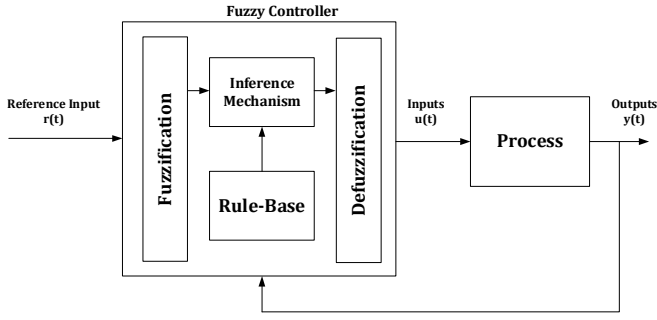 Fuzzy Controller
Reference Input
r(t)
Fuzzification
Inference
Mechanism
Rule-Base
Defuzzification
Inputs
u(t)
Process
Outputs
y(t)